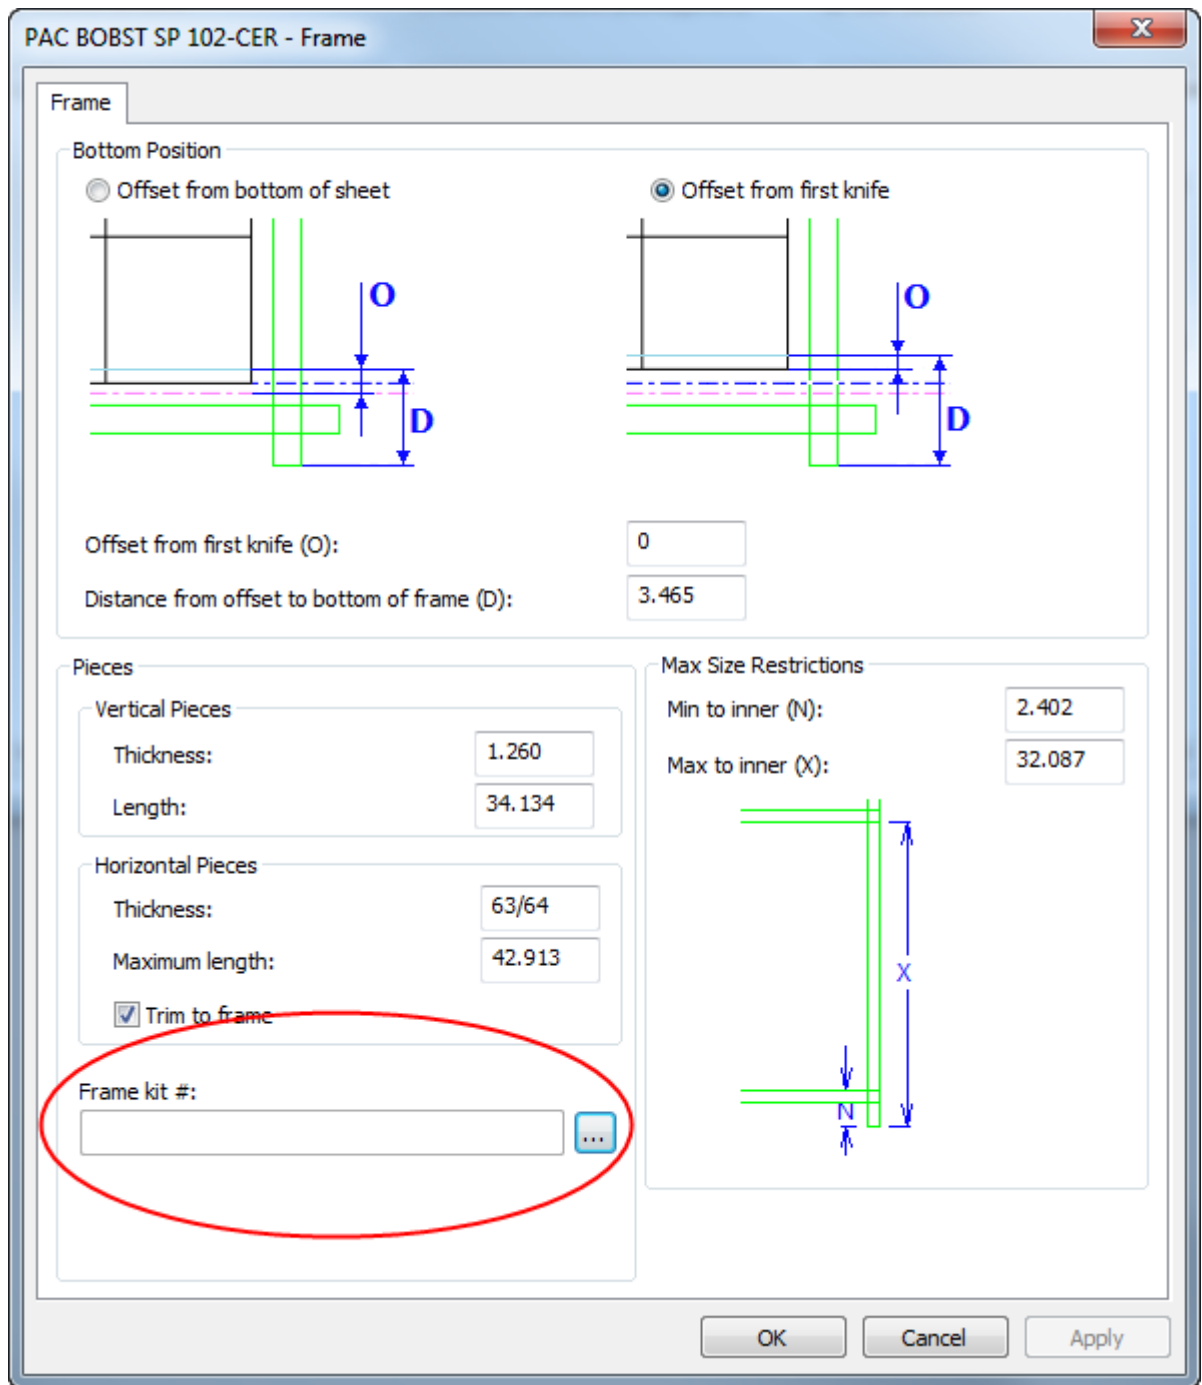 PAC BOBST SP 102-CER - Frame
Frame
Bottom Position
Offset from bottom of sheet
Offset from first knife
O
D
O
D
Offset from first knife (O):
0
Distance from offset to bottom of frame (D):
3.465
Pieces
Vertical Pieces
Thickness:
1.260
Length:
34.134
Horizontal Pieces
Thickness:
63/64
Maximum length:
42.913
Trim to frame
Frame kit #:
...
Max Size Restrictions
Min to inner (N):
2.402
Max to inner (X):
32.087
X
N
OK
Cancel
Apply